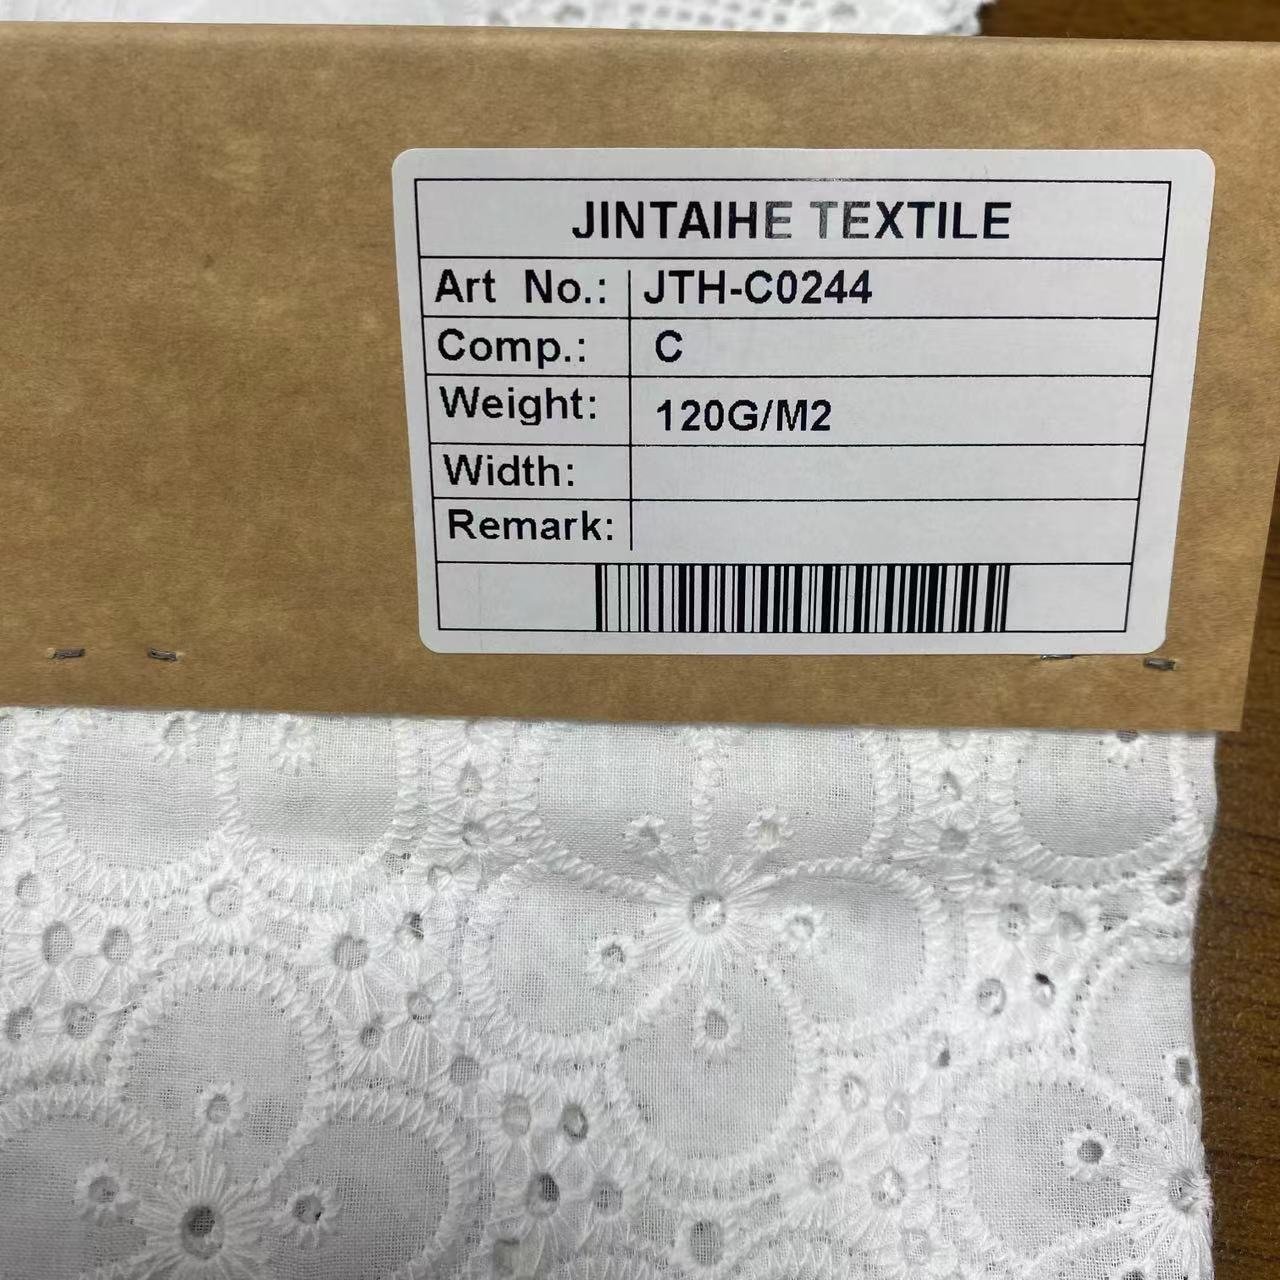 JINTAIHE TEXTILE
Art No.: JTH-C0244
Comp.: C
Weight: 120G/M2
Width:
Remark: